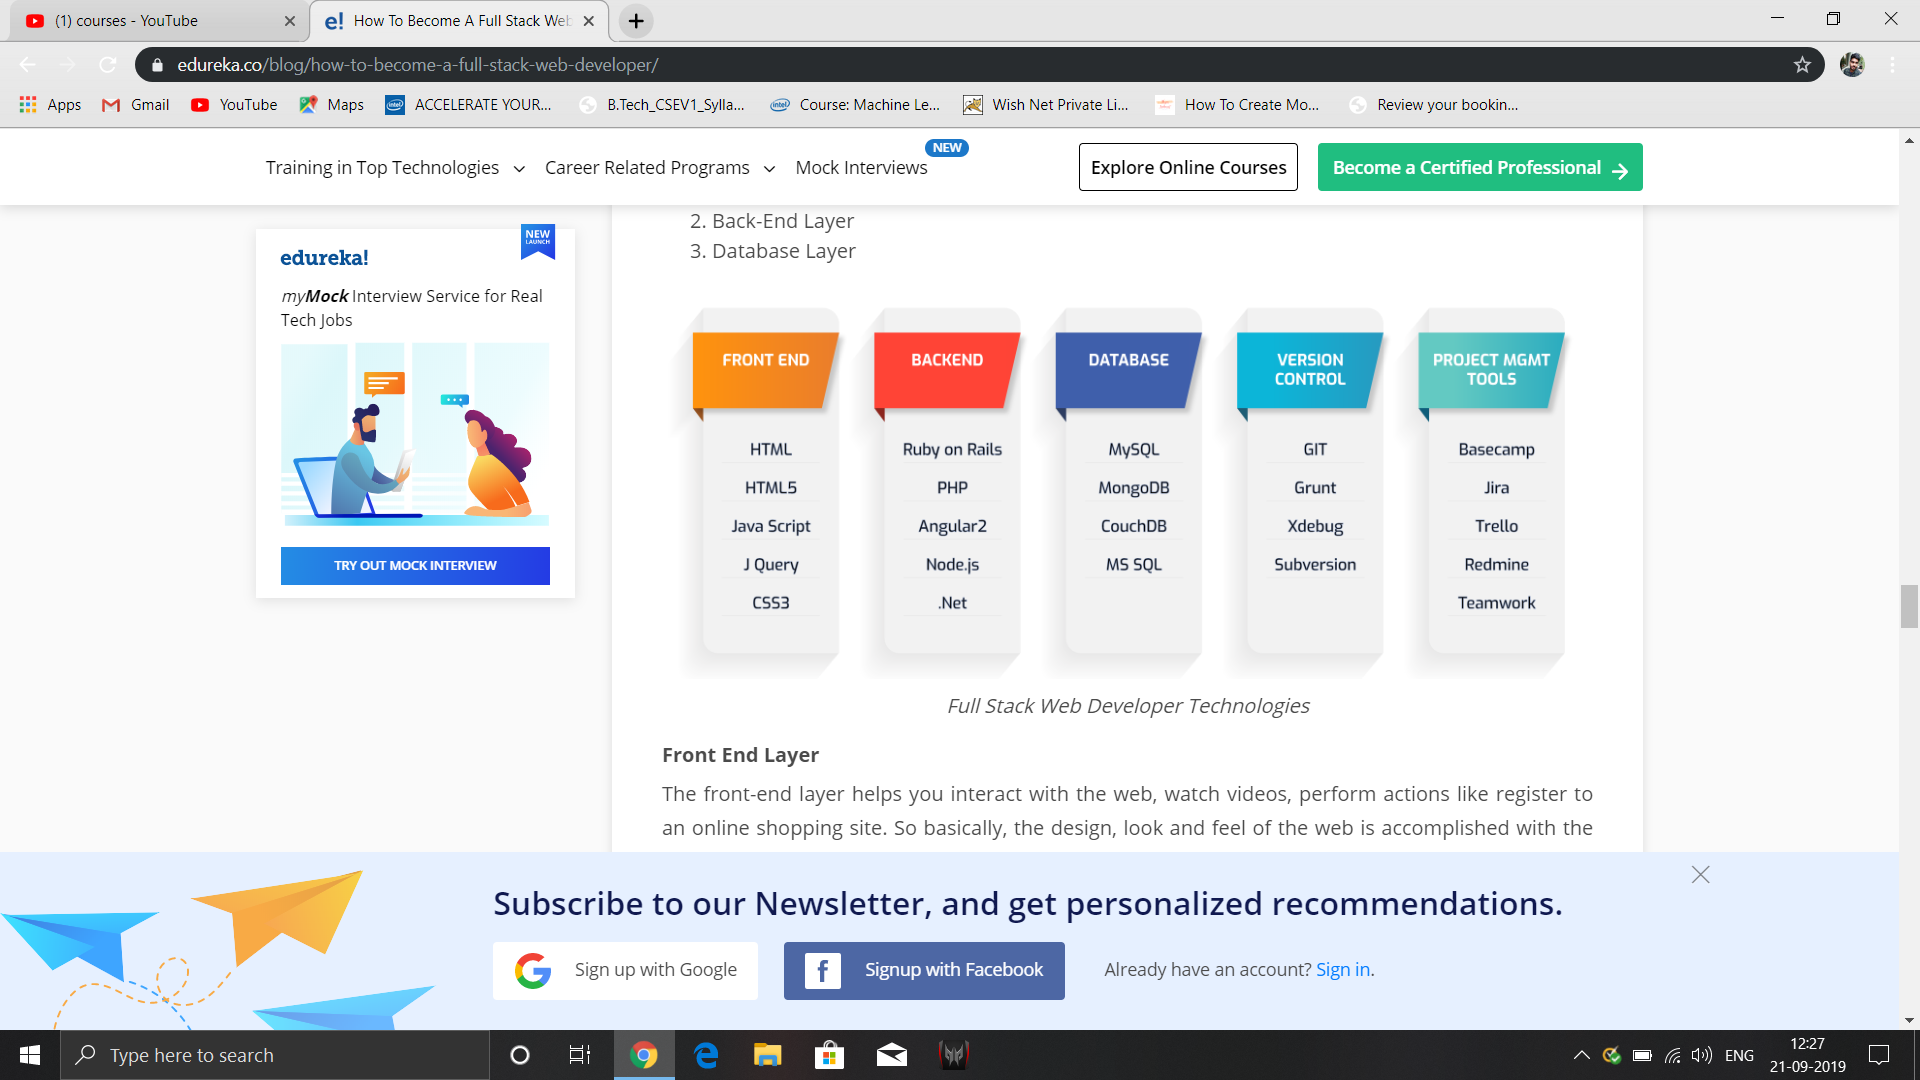 (1) courses - YouTube
e! How To Become A Full Stack Web
edureka.co/blog/how-to-become-a-full-stack-web-developer/
Apps Gmail YouTube Maps ACCELERATE YOUR... B.Tech_CSEV1_Sylla... Course: Machine Le... Wish Net Private Li... How To Create Mo... Review your bookin...
Training in Top Technologies Career Related Programs Mock Interviews NEW Explore Online Courses Become a Certified Professional
2. Back-End Layer
3. Database Layer
NEW
LAUNCH
edureka!
myMock Interview Service for Real
Tech Jobs
TRY OUT MOCK INTERVIEW
FRONT END
HTML
HTML5
Java Script
J Query
CSS3
BACKEND
Ruby on Rails
PHP
Angular2
Node.js
.Net
DATABASE
MySQL
MongoDB
CouchDB
MS SQL
VERSION
CONTROL
GIT
Grunt
Xdebug
Subversion
PROJECT MGMT
TOOLS
Basecamp
Jira
Trello
Redmine
Teamwork
Full Stack Web Developer Technologies
Front End Layer
The front-end layer helps you interact with the web, watch videos, perform actions like register to
an online shopping site. So basically, the design, look and feel of the web is accomplished with the
Subscribe to our Newsletter, and get personalized recommendations.
Sign up with Google
f Signup with Facebook
Already have an account? Sign in.
Type here to search
ENG
12:27
21-09-2019